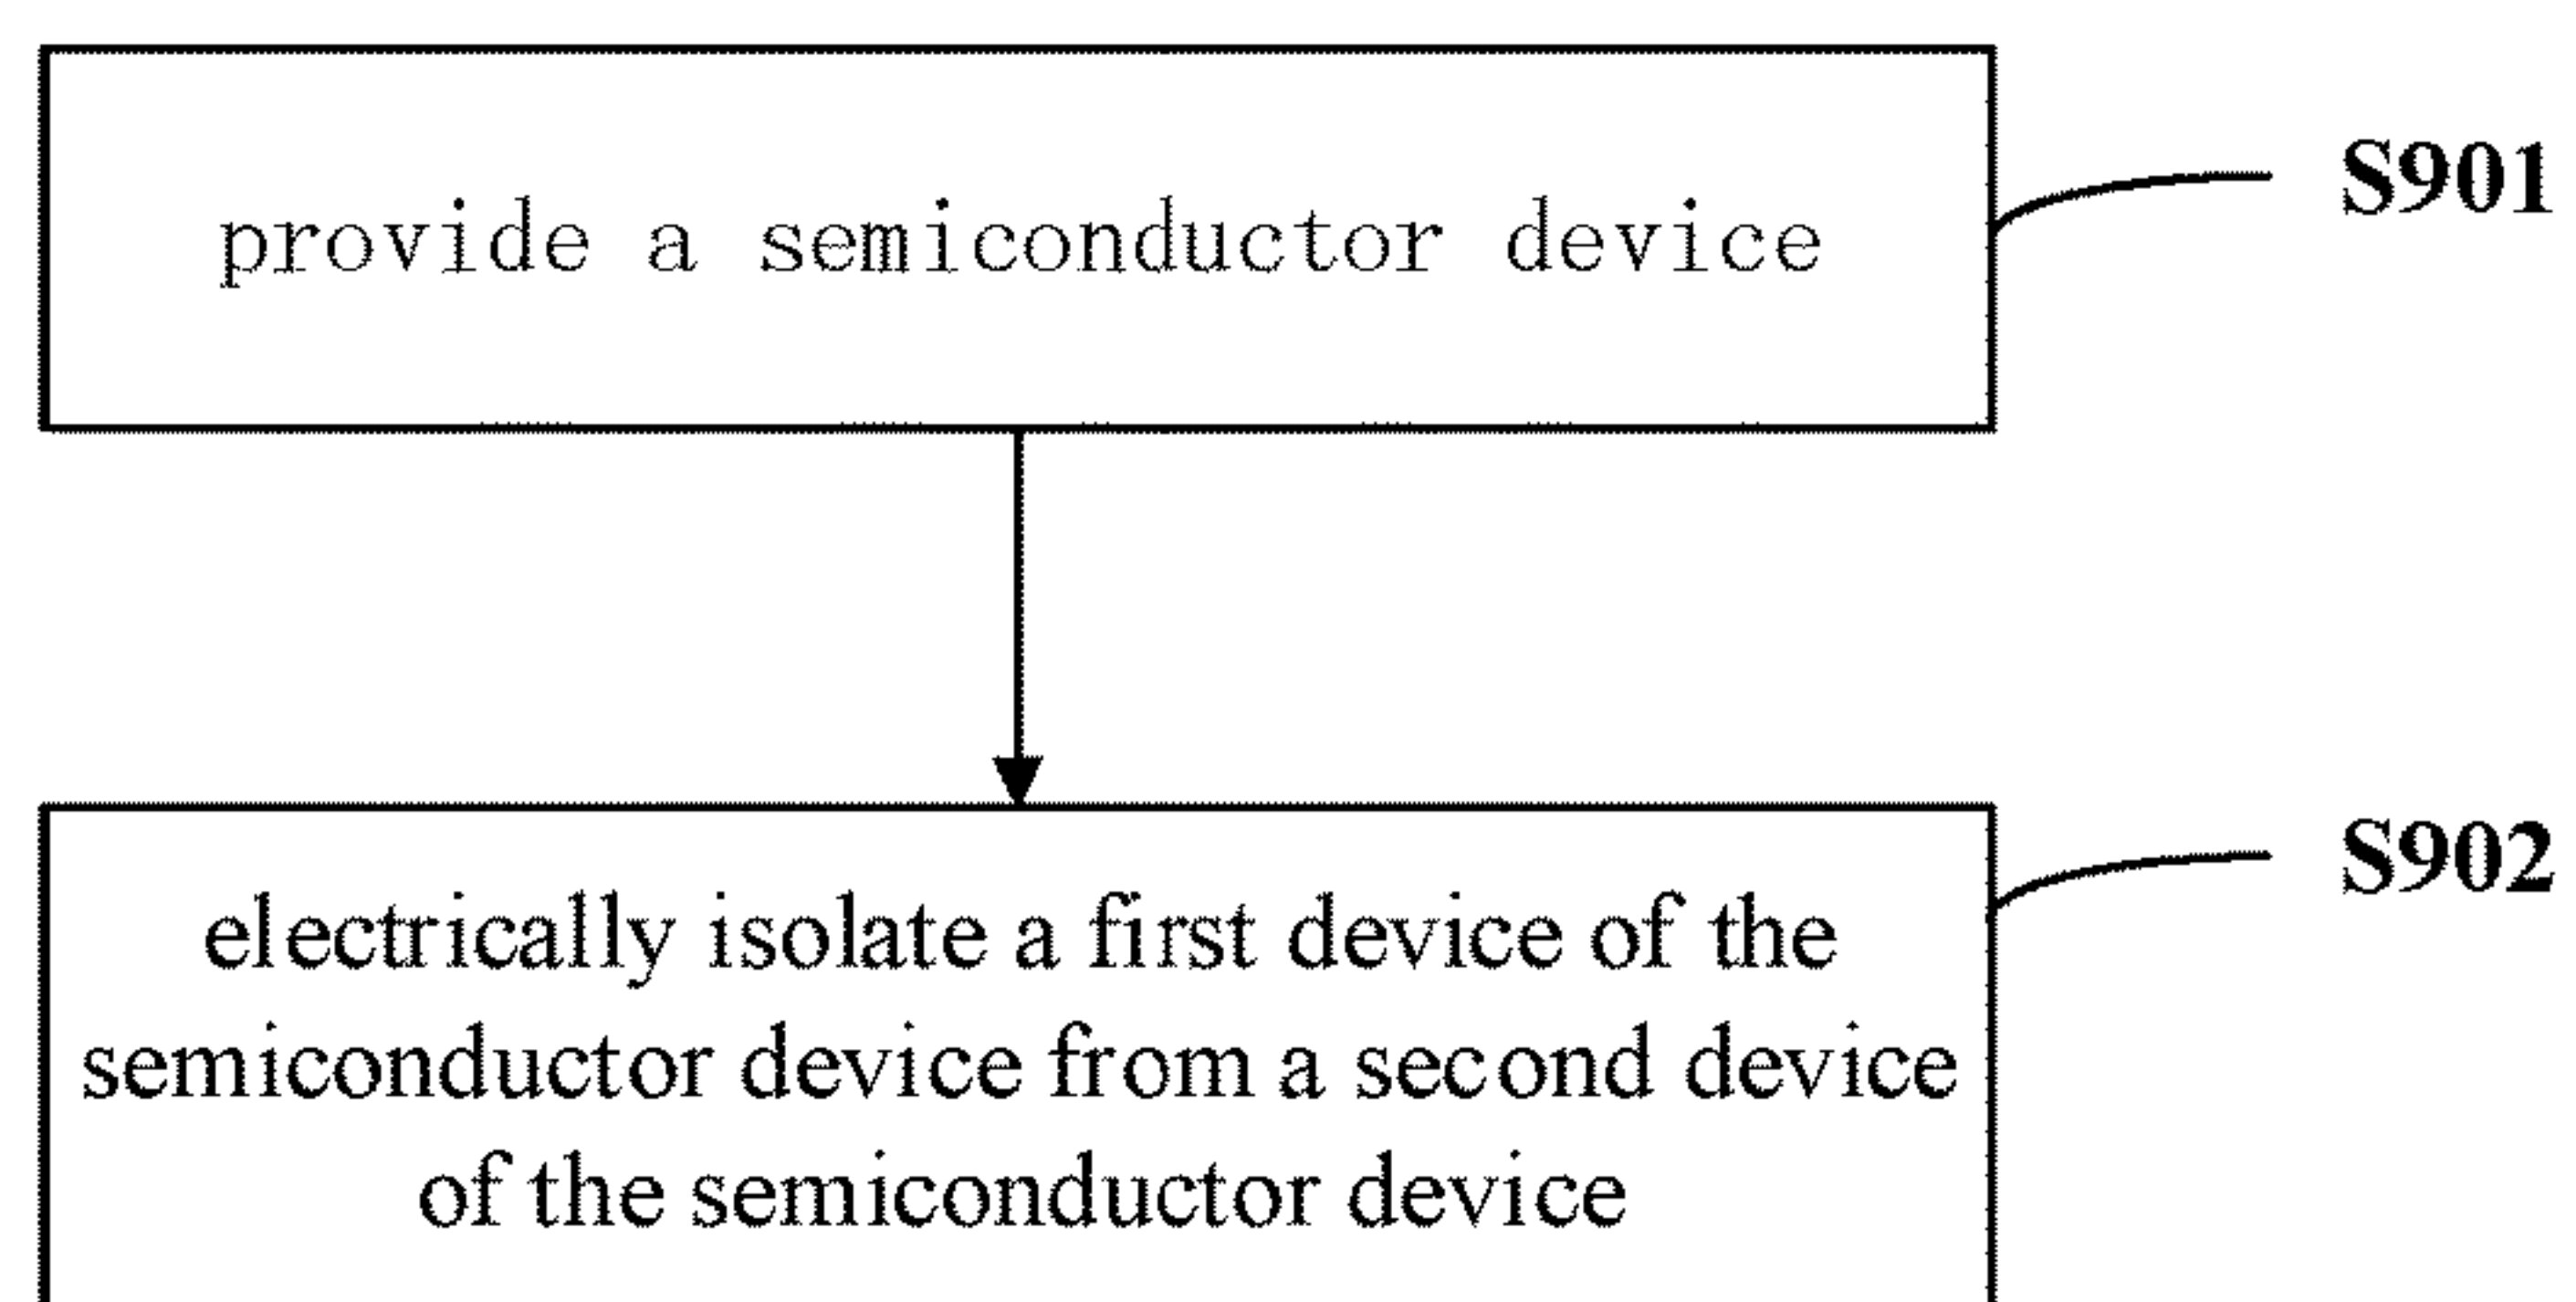 provide a semiconductor device
S901
electrically isolate a first device of the
semiconductor device from a second device
of the semiconductor device
S902